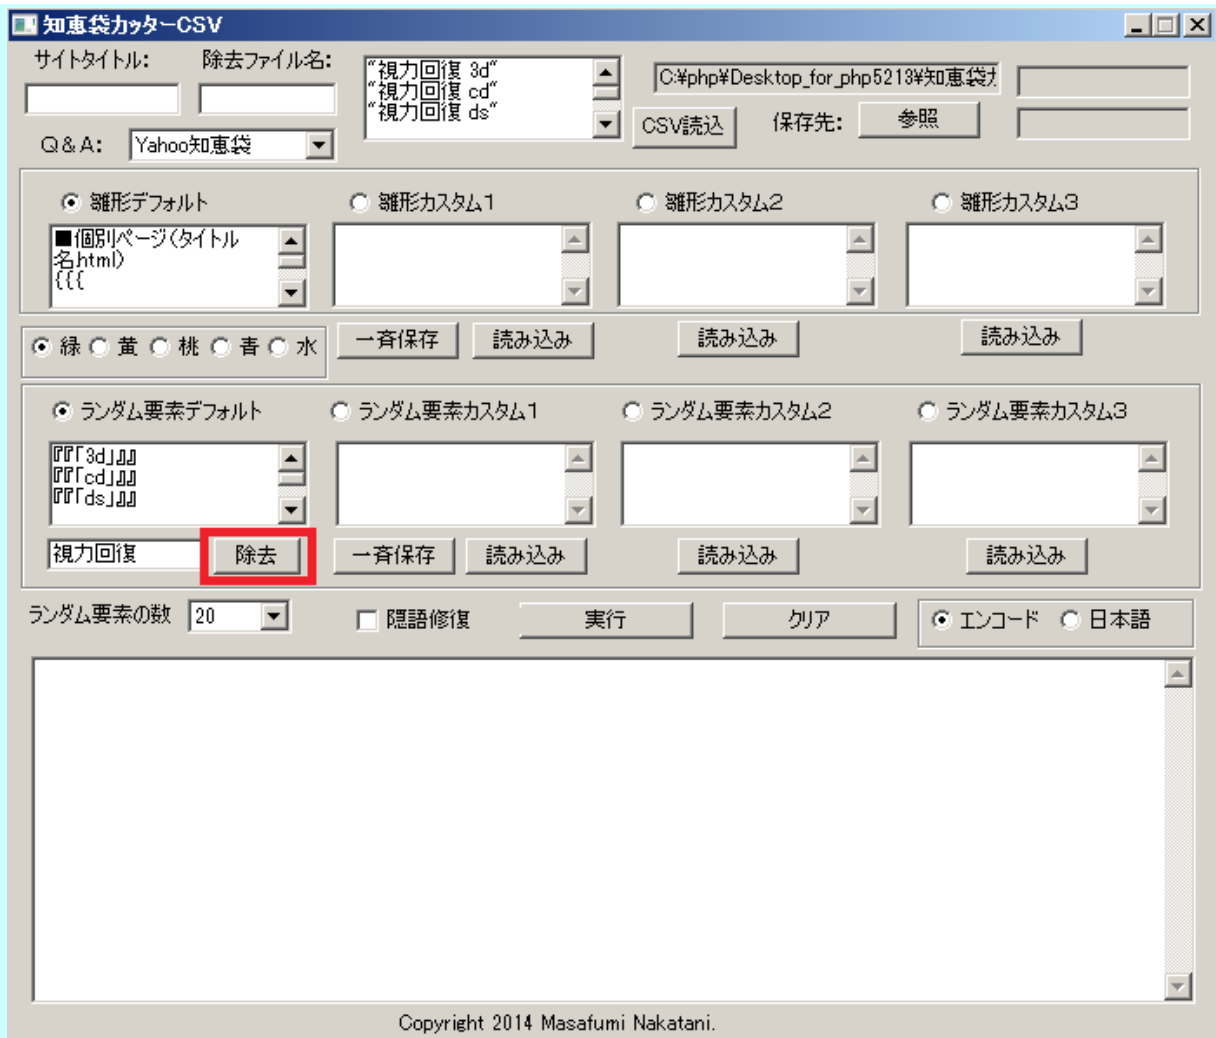 知恵袋カッターCSV
サイトタイトル:
除去ファイル名:
"視力回復 3d"
"視力回復 cd"
"視力回復 ds"
C:¥php¥Desktop_for_php5213¥知恵袋
CSV読込
保存先:
参照
Q&A:
Yahoo知恵袋
雛形デフォルト
雛形カスタム1
雛形カスタム2
雛形カスタム3
■個別ページ(タイトル
名.html)
{{{
緑 黄 桃 青 水
一斉保存
読み込み
読み込み
読み込み
ランダム要素デフォルト
ランダム要素カスタム1
ランダム要素カスタム2
ランダム要素カスタム3
『『「3d」』』
『『「cd」』』
『『「ds」』』
視力回復
除去
一斉保存
読み込み
読み込み
読み込み
ランダム要素の数
20
隠語修復
実行
クリア
エンコード
日本語
Copyright 2014 Masafumi Nakatani.